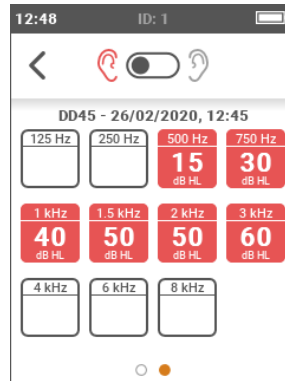 12:48 ID: 1
DD45 - 26/02/2020, 12:45
125 Hz 250 Hz 500 Hz 750 Hz
15 30
dB HL dB HL
1 kHz 1.5 kHz 2 kHz 3 kHz
40 50 50 60
dB HL dB HL dB HL dB HL
4 kHz 6 kHz 8 kHz